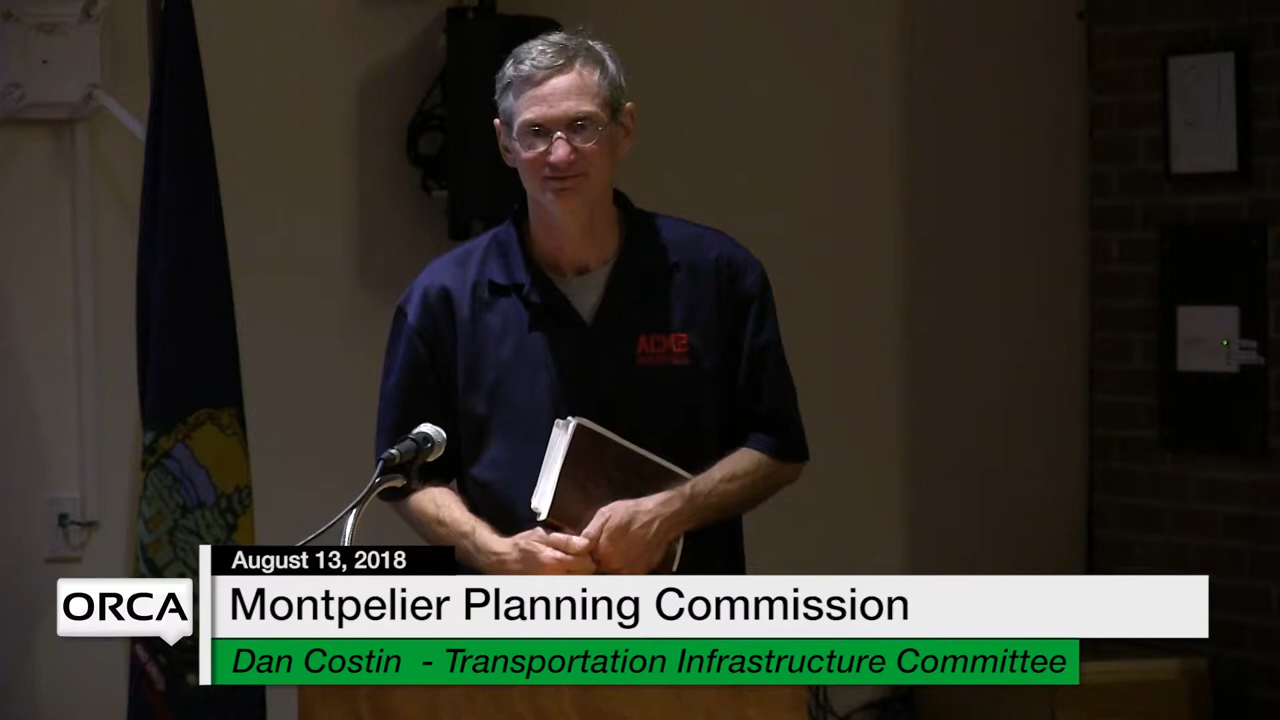 ACME
August 13, 2018
ORCA
Montpelier Planning Commission
Dan Costin - Transportation Infrastructure Committee